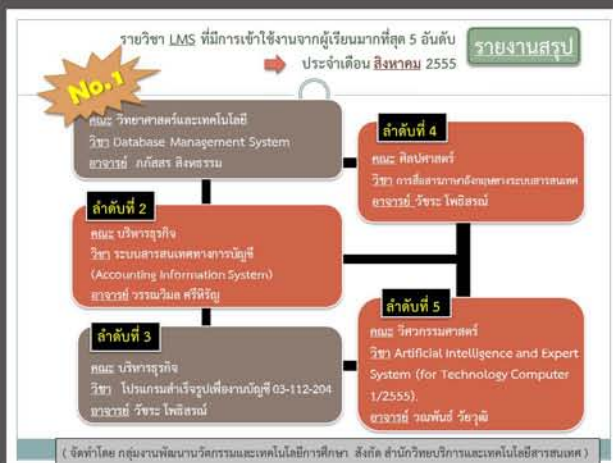 รายวิชา LMS ที่มีการเข้าใช้งานจากผู้เรียนมากที่สุด 5 อันดับ
ประจำเดือน สิงหาคม 2555
รายงานสรุป
No.1
คณะ วิทยาศาสตร์และเทคโนโลยี
วิชา Database Management System
อาจารย์ ภภัสสร สิงหธรรม
ลำดับที่ 2
คณะ บริหารธุรกิจ
วิชา ระบบสารสนเทศทางการบัญชี
(Accounting Information System)
อาจารย์ วรรณวิมล ศรีหิรัญ
ลำดับที่ 3
คณะ บริหารธุรกิจ
วิชา โปรแกรมสำเร็จรูปเพื่องานบัญชี 03-112-204
อาจารย์ วัชระ โพธิสรณ์
ลำดับที่ 4
คณะ ศิลปศาสตร์
วิชา การสื่อสารภาษาอังกฤษทางระบบสารสนเทศ
อาจารย์ วัชระ โพธิสรณ์
ลำดับที่ 5
คณะ วิศวกรรมศาสตร์
วิชา Artificial Intelligence and Expert
System (for Technology Computer
1/2555).
อาจารย์ วณพันธ์ วัยวุฒิ
( จัดทำโดย กลุ่มงานพัฒนานวัตกรรมและเทคโนโลยีการศึกษา สังกัด สำนักวิทยบริการและเทคโนโลยีสารสนเทศ )